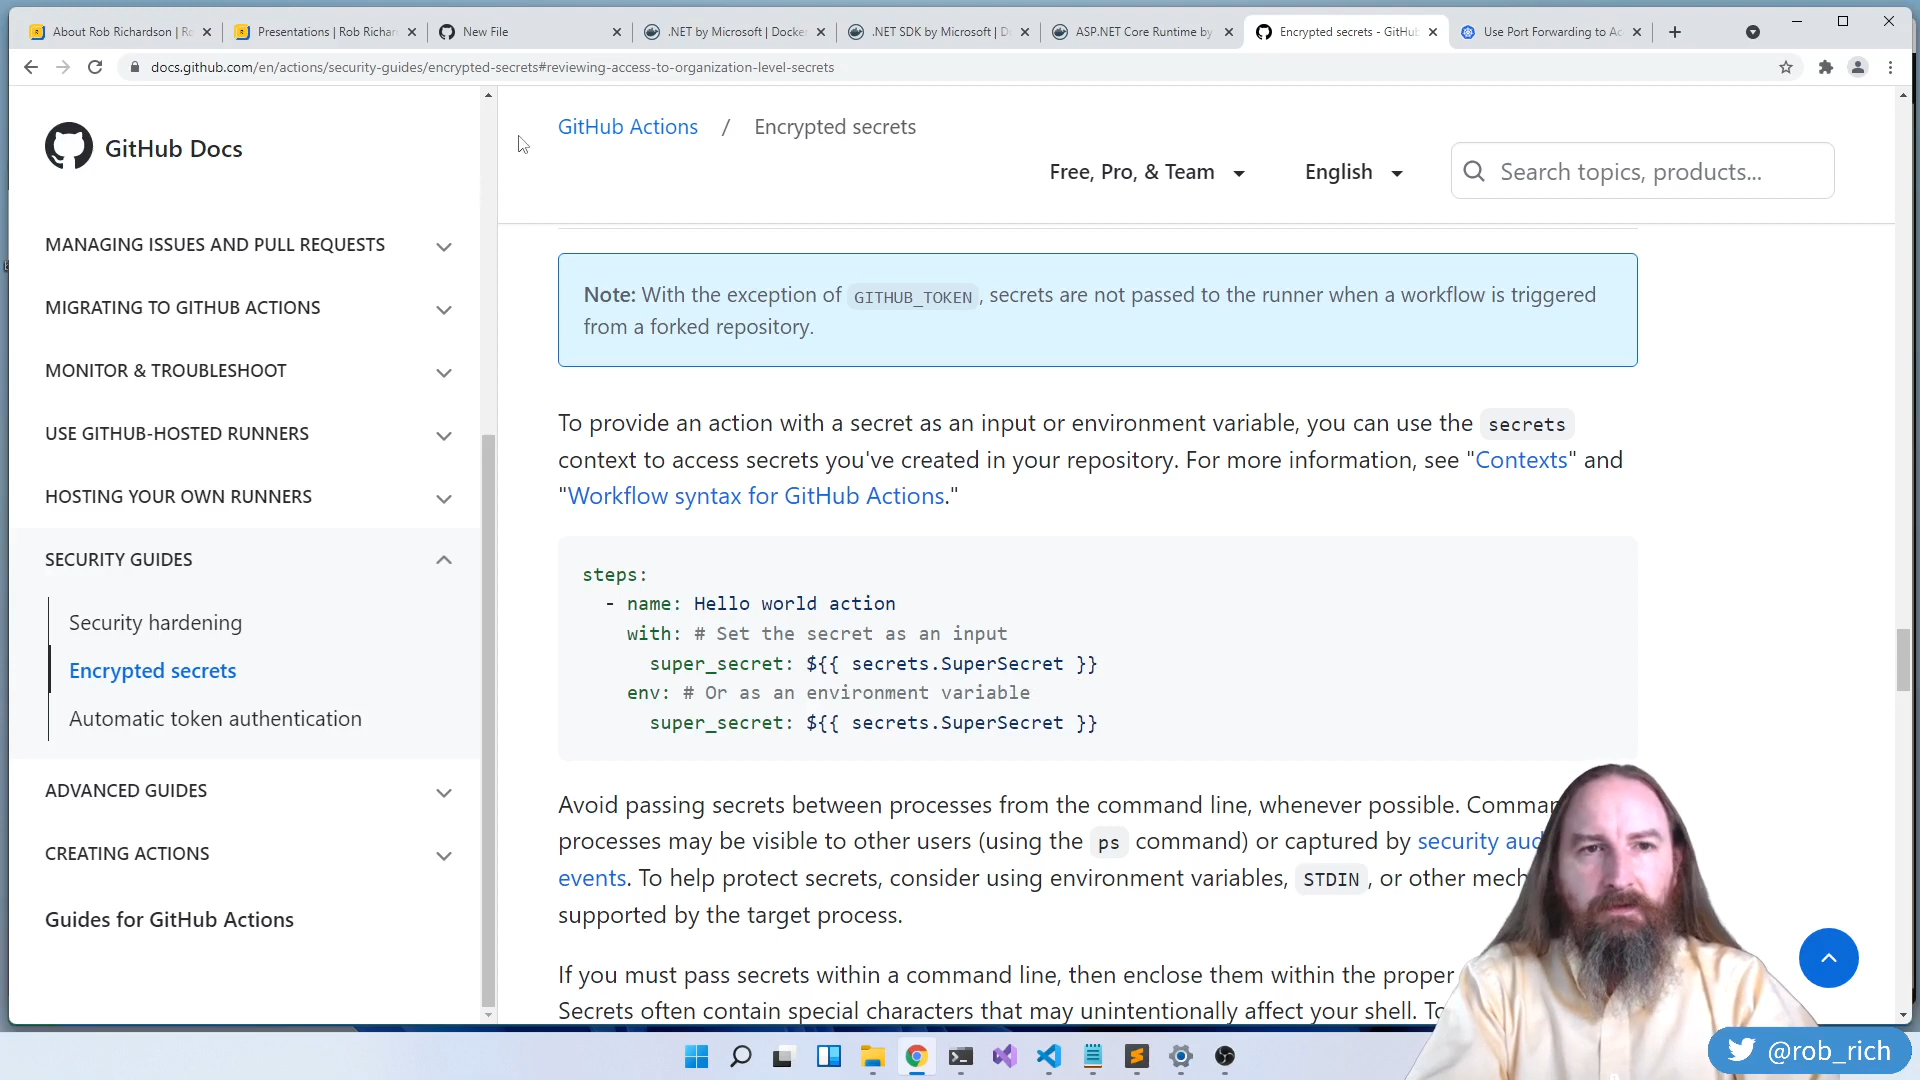 About Rob Richardson | Ro
Presentations | Rob Richar
New File
.NET by Microsoft | Docke
.NET SDK by Microsoft | D
ASP.NET Core Runtime by
Encrypted secrets - GitHub
Use Port Forwarding to Ac
docs.github.com/en/actions/security-guides/encrypted-secrets#reviewing-access-to-organization-level-secrets
GitHub Docs
MANAGING ISSUES AND PULL REQUESTS
MIGRATING TO GITHUB ACTIONS
MONITOR & TROUBLESHOOT
USE GITHUB-HOSTED RUNNERS
HOSTING YOUR OWN RUNNERS
SECURITY GUIDES
Security hardening
Encrypted secrets
Automatic token authentication
ADVANCED GUIDES
CREATING ACTIONS
Guides for GitHub Actions
GitHub Actions / Encrypted secrets
Free, Pro, & Team
English
Search topics, products...
Note: With the exception of GITHUB_TOKEN, secrets are not passed to the runner when a workflow is triggered
from a forked repository.
To provide an action with a secret as an input or environment variable, you can use the secrets
context to access secrets you've created in your repository. For more information, see "Contexts" and
"Workflow syntax for GitHub Actions."
steps:
- name: Hello world action
with: # Set the secret as an input
super_secret: ${{ secrets.SuperSecret }}
env: # Or as an environment variable
super_secret: ${{ secrets.SuperSecret }}
Avoid passing secrets between processes from the command line, whenever possible. Comman
processes may be visible to other users (using the ps command) or captured by security aud
events. To help protect secrets, consider using environment variables, STDIN, or other mech
supported by the target process.
If you must pass secrets within a command line, then enclose them within the proper
Secrets often contain special characters that may unintentionally affect your shell. To
@rob_rich